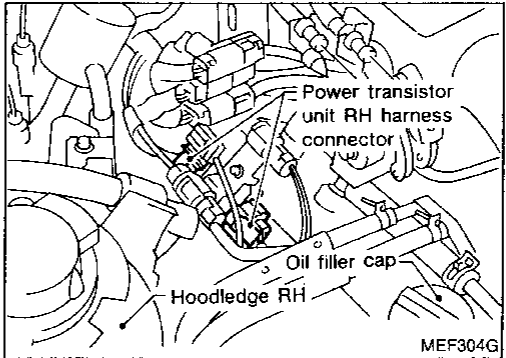 Power transistor
unit RH harness
connector
Oil filler cap
Hoodledge RH
MEF304G